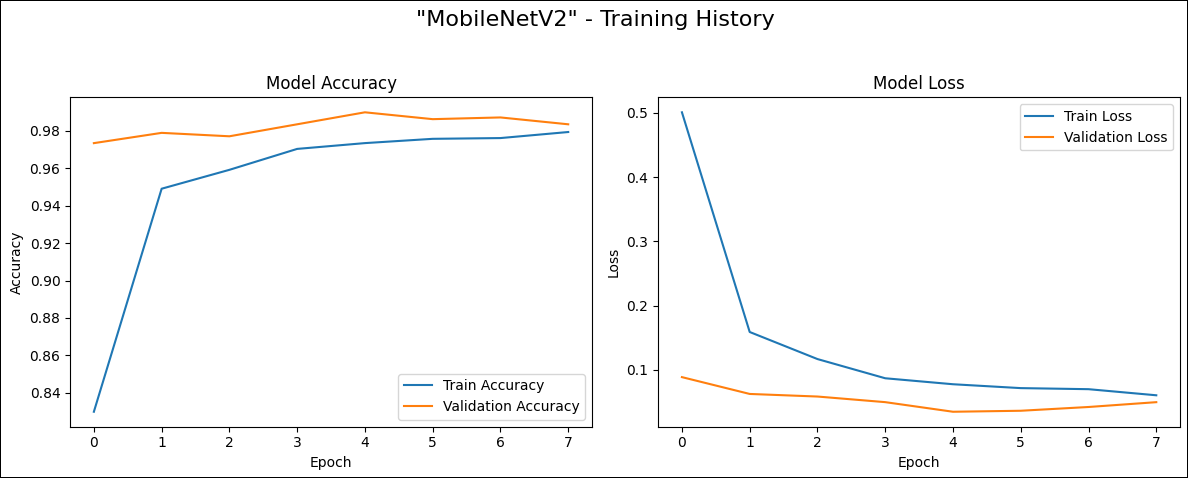 "MobileNetV2" - Training History
Model Accuracy
Accuracy
0.98
0.96
0.94
0.92
0.90
0.88
0.86
0.84
0 1 2 3 4 5 6 7
Epoch
Train Accuracy
Validation Accuracy
Model Loss
Loss
0.5
0.4
0.3
0.2
0.1
0 1 2 3 4 5 6 7
Epoch
Train Loss
Validation Loss